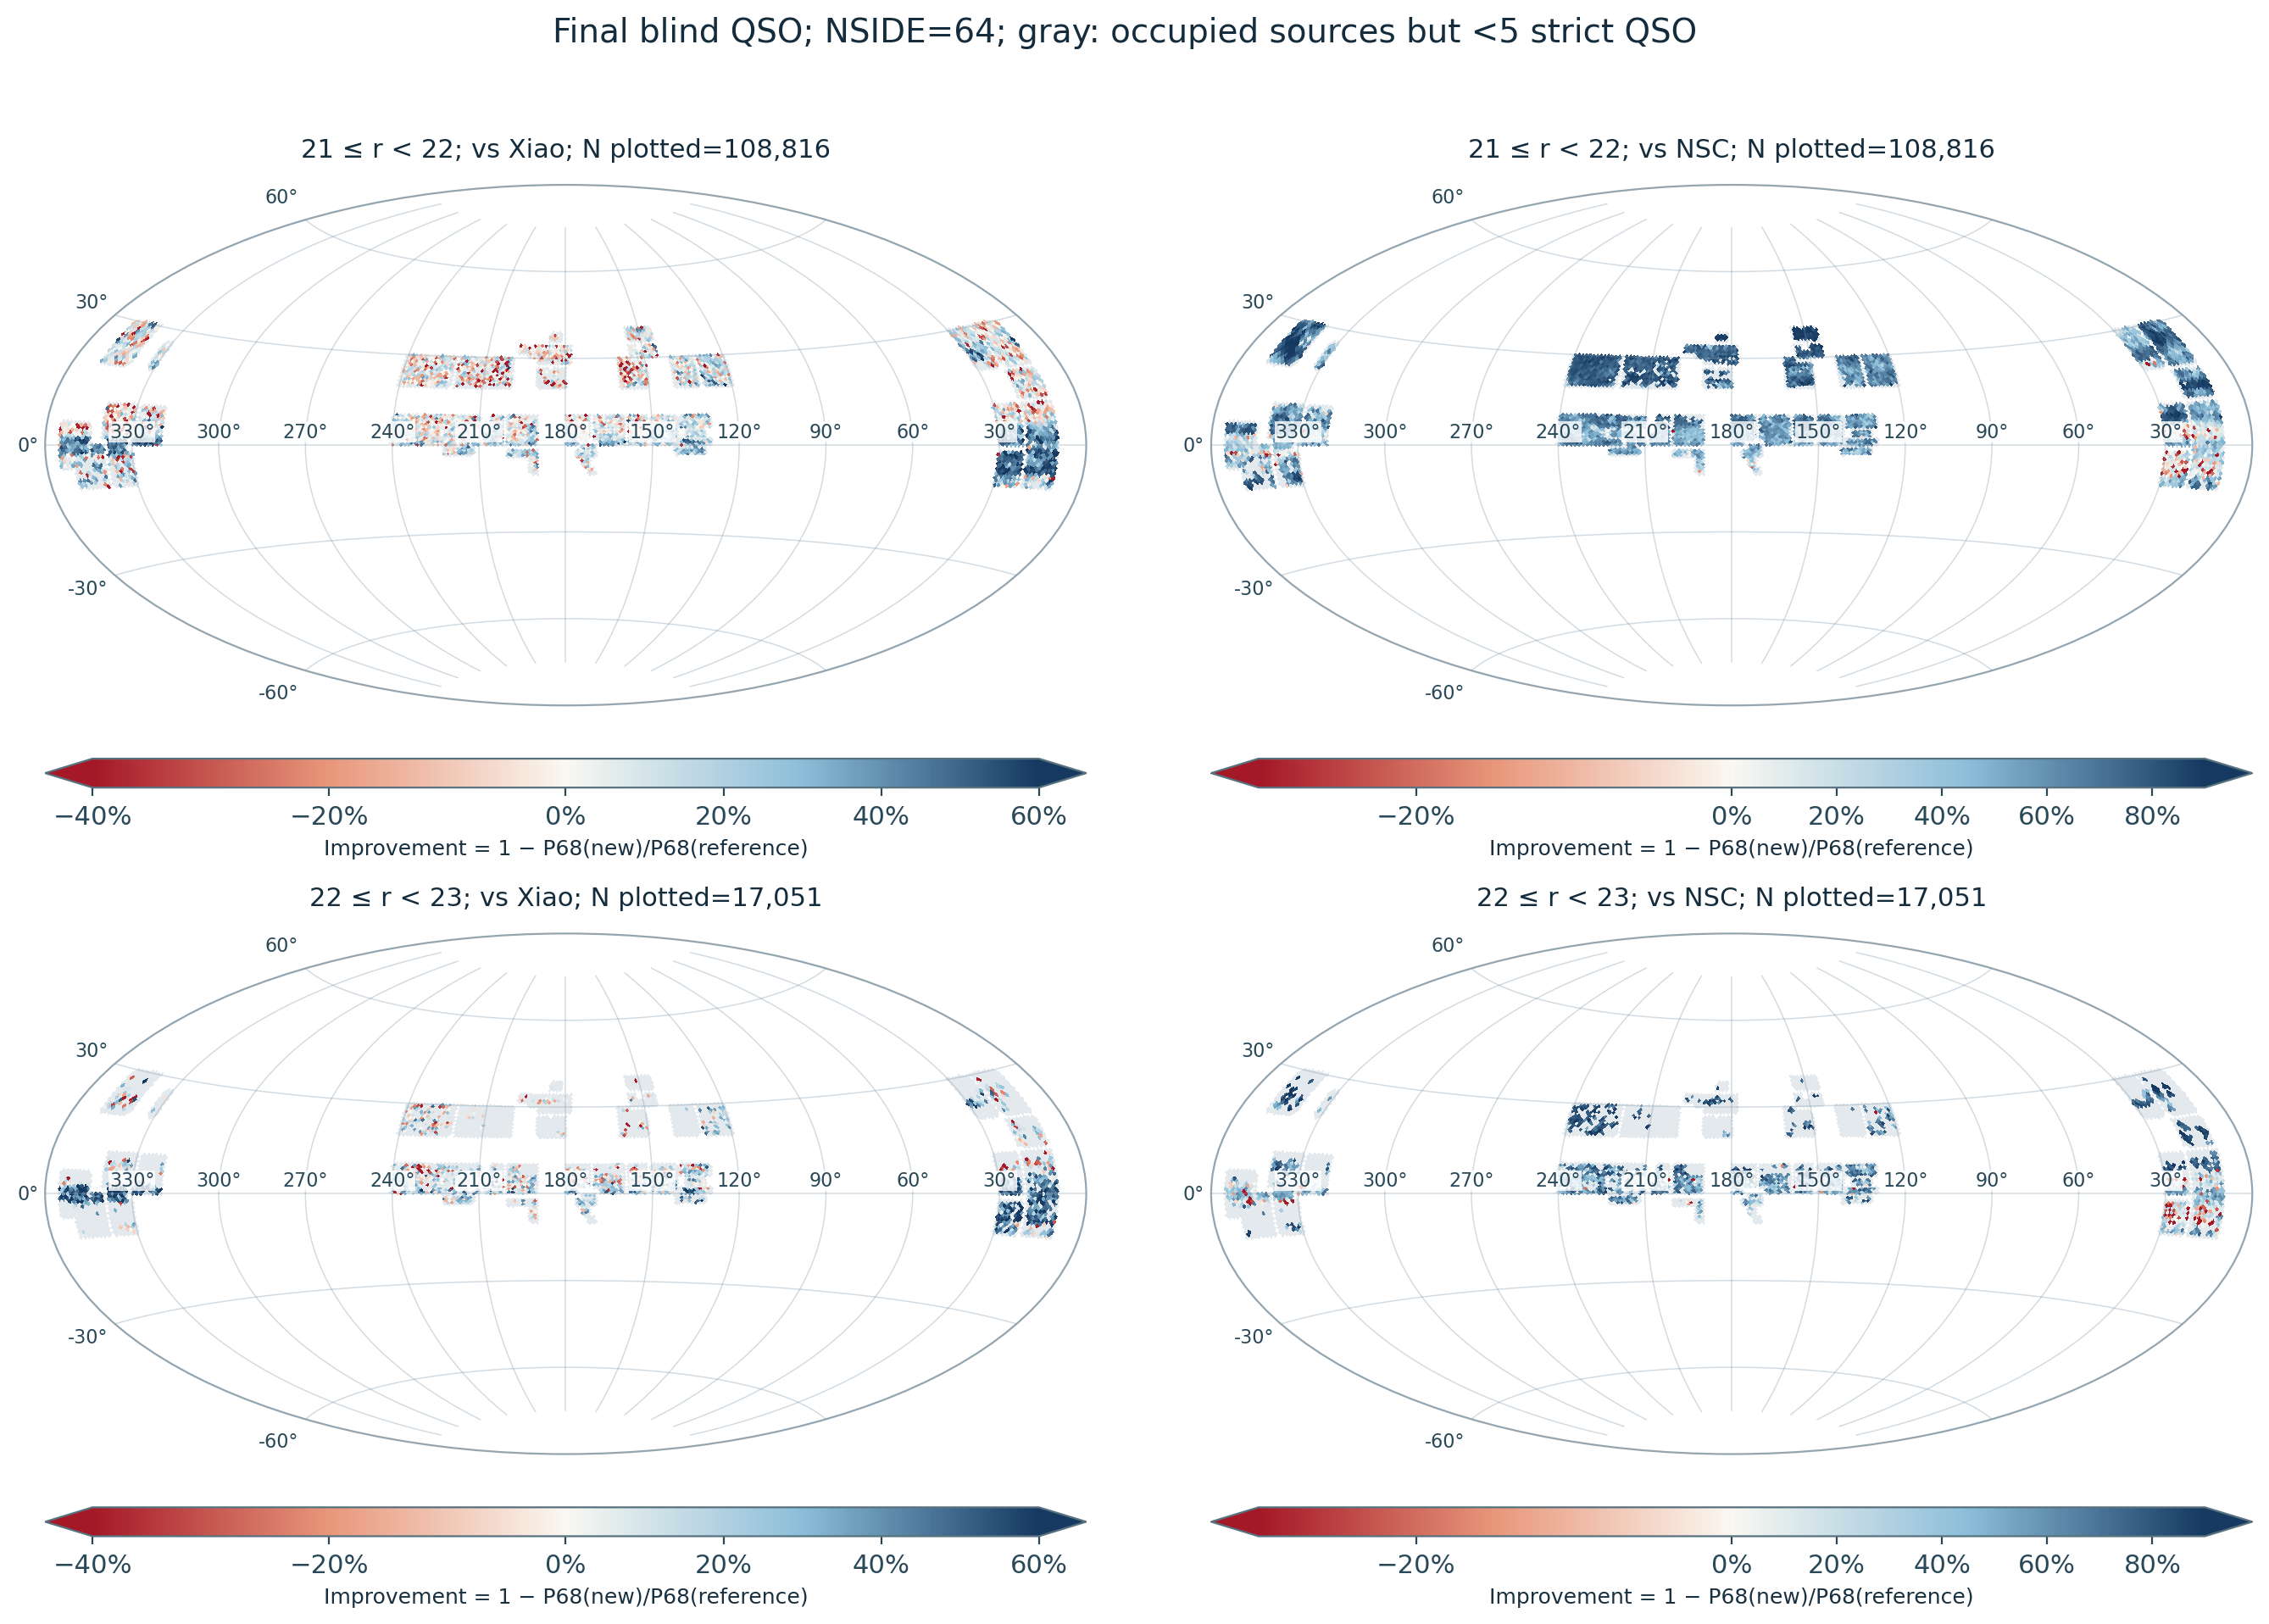 Final blind QSO; NSIDE=64; gray: occupied sources but <5 strict QSO
21 ≤ r < 22; vs Xiao; N plotted=108,816
60°
30°
0°
330° 300° 270° 240° 210° 180° 150° 120° 90° 60° 30°
-30°
-60°
−40% −20% 0% 20% 40% 60%
Improvement = 1 − P68(new)/P68(reference)
21 ≤ r < 22; vs NSC; N plotted=108,816
60°
30°
0°
330° 300° 270° 240° 210° 180° 150° 120° 90° 60° 30°
-30°
-60°
−20% 0% 20% 40% 60% 80%
Improvement = 1 − P68(new)/P68(reference)
22 ≤ r < 23; vs Xiao; N plotted=17,051
60°
30°
0°
330° 300° 270° 240° 210° 180° 150° 120° 90° 60° 30°
-30°
-60°
−40% −20% 0% 20% 40% 60%
Improvement = 1 − P68(new)/P68(reference)
22 ≤ r < 23; vs NSC; N plotted=17,051
60°
30°
0°
330° 300° 270° 240° 210° 180° 150° 120° 90° 60° 30°
-30°
-60°
−20% 0% 20% 40% 60% 80%
Improvement = 1 − P68(new)/P68(reference)